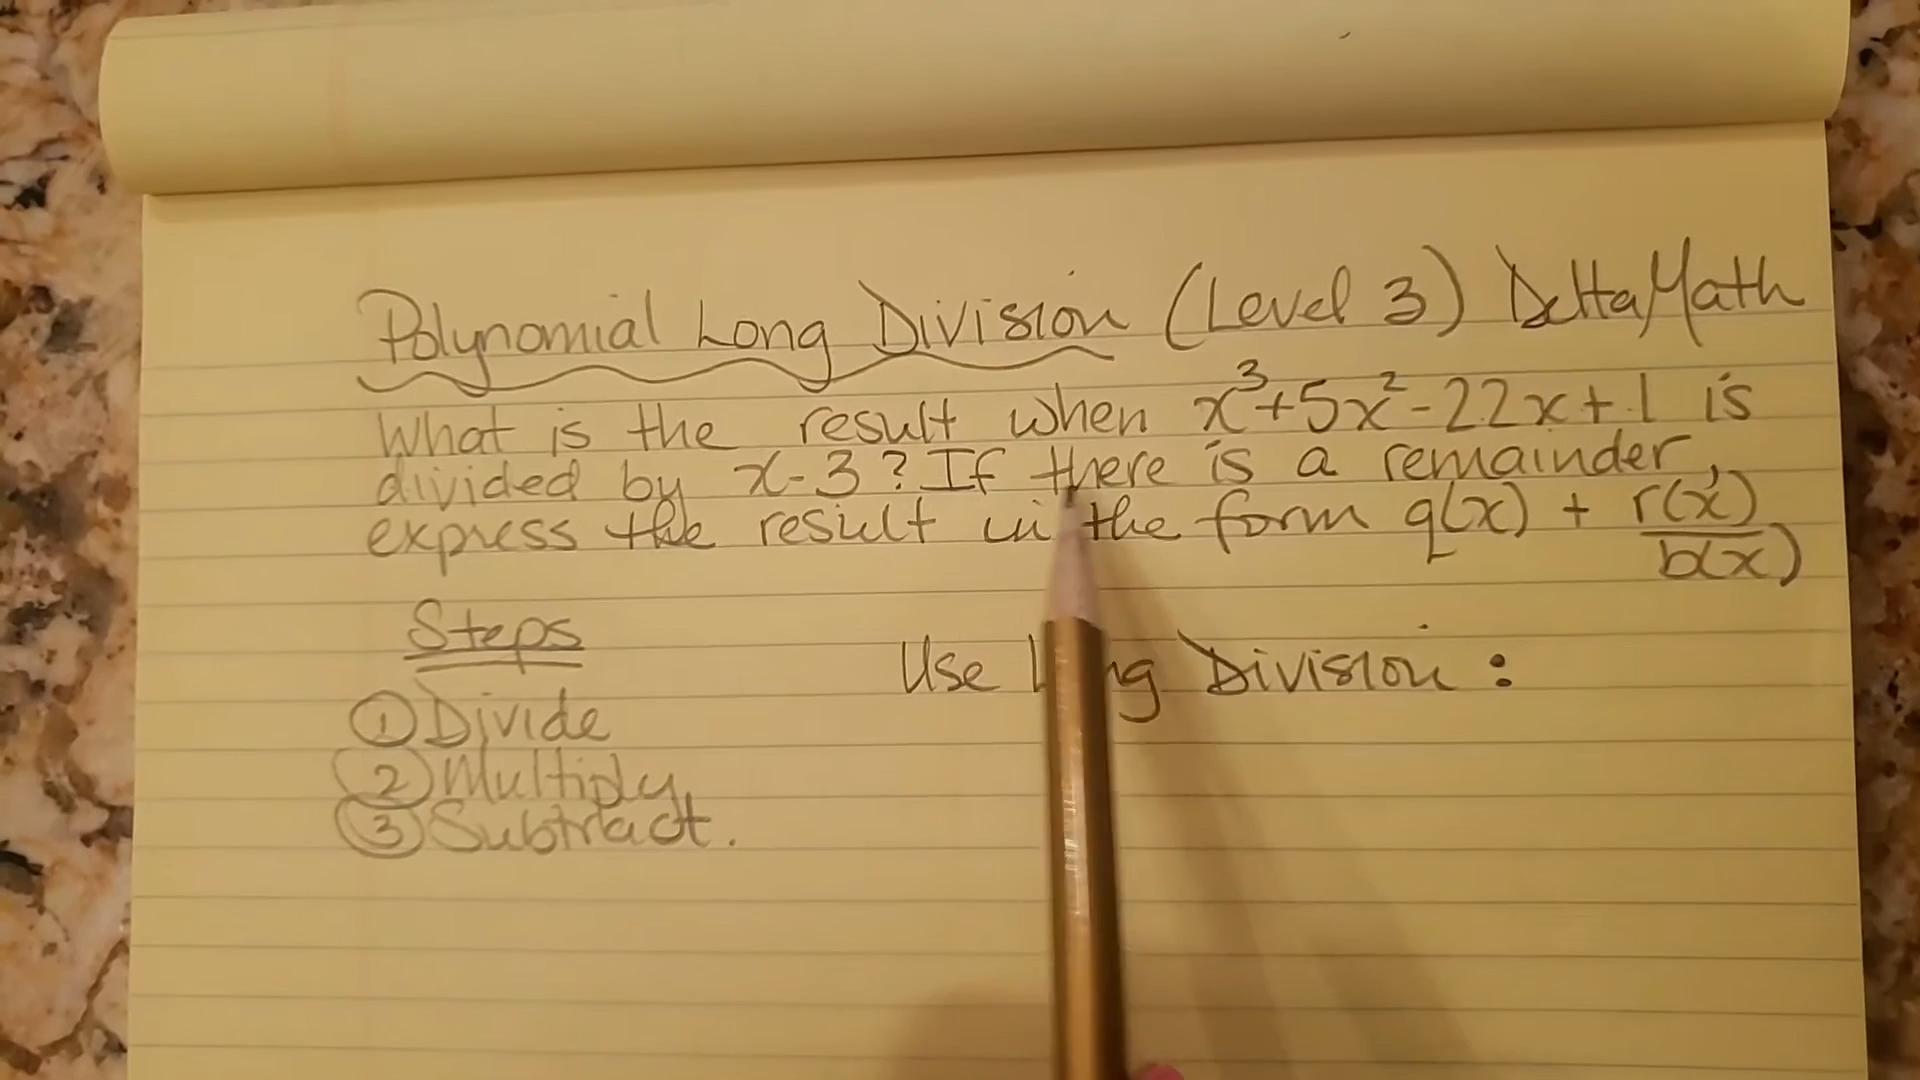 Polynomial Long Division (Level 3) DeltaMath
What is the result when x³+5x²-22x+1 is
divided by x-3? If there is a remainder,
express the result in the form q(x) + r(x)/b(x)
Steps
Use Long Division:
① Divide
② Multiply
③ Subtract.